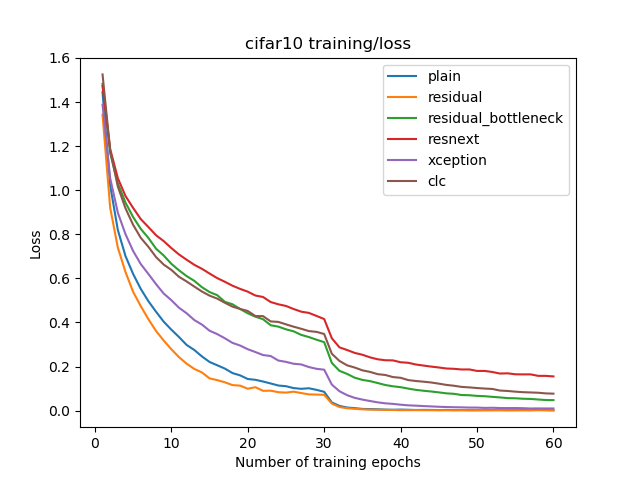 cifar10 training/loss
1.6
1.4
1.2
1.0
0.8
0.6
0.4
0.2
0.0
Loss
plain
residual
residual_bottleneck
resnext
xception
clc
0 10 20 30 40 50 60
Number of training epochs